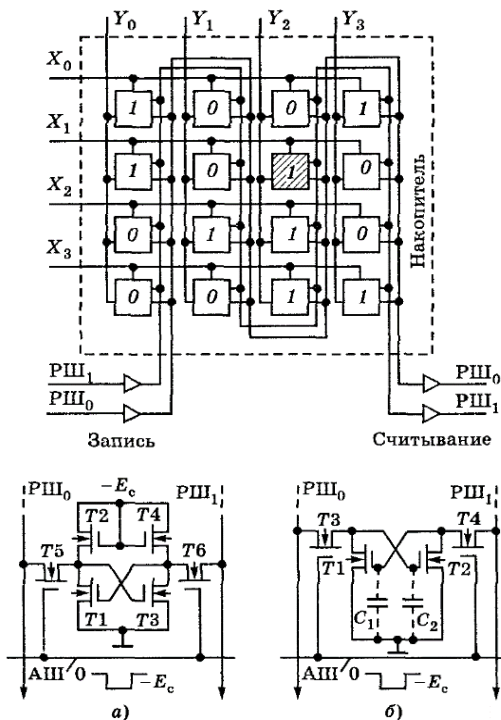 Y₀ Y₁ Y₂ Y₃
X₀
1 0 0 1
X₁
1 0 1 0
X₂
0 1 1 0
X₃
0 0 1 1
Накопитель
РШ₁ РШ₀
РШ₀ РШ₁
Запись Считывание
РШ₀ −Eс РШ₁
T2 T4
T5 T6
T1 T3
АШ 0 −Eс
а)
РШ₀ РШ₁
T3 T4
T1 T2
C₁ C₂
АШ 0 −Eс
б)